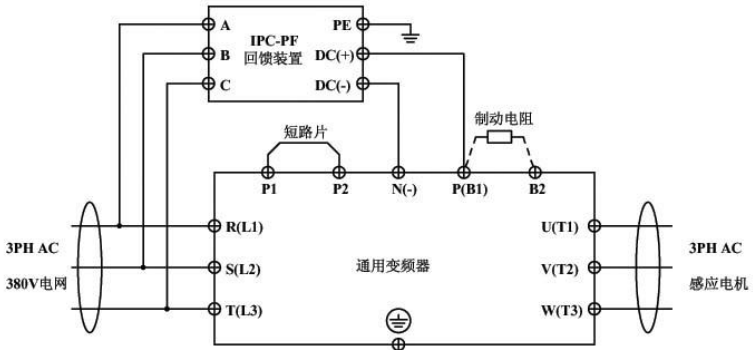 A IPC-PF PE
B 回馈装置 DC(+)
C DC(-)
短路片
制动电阻
P1 P2 N(-) P(B1) B2
R(L1) U(T1)
3PH AC 3PH AC
S(L2) 通用变频器 V(T2)
380V电网 感应电机
T(L3) W(T3)